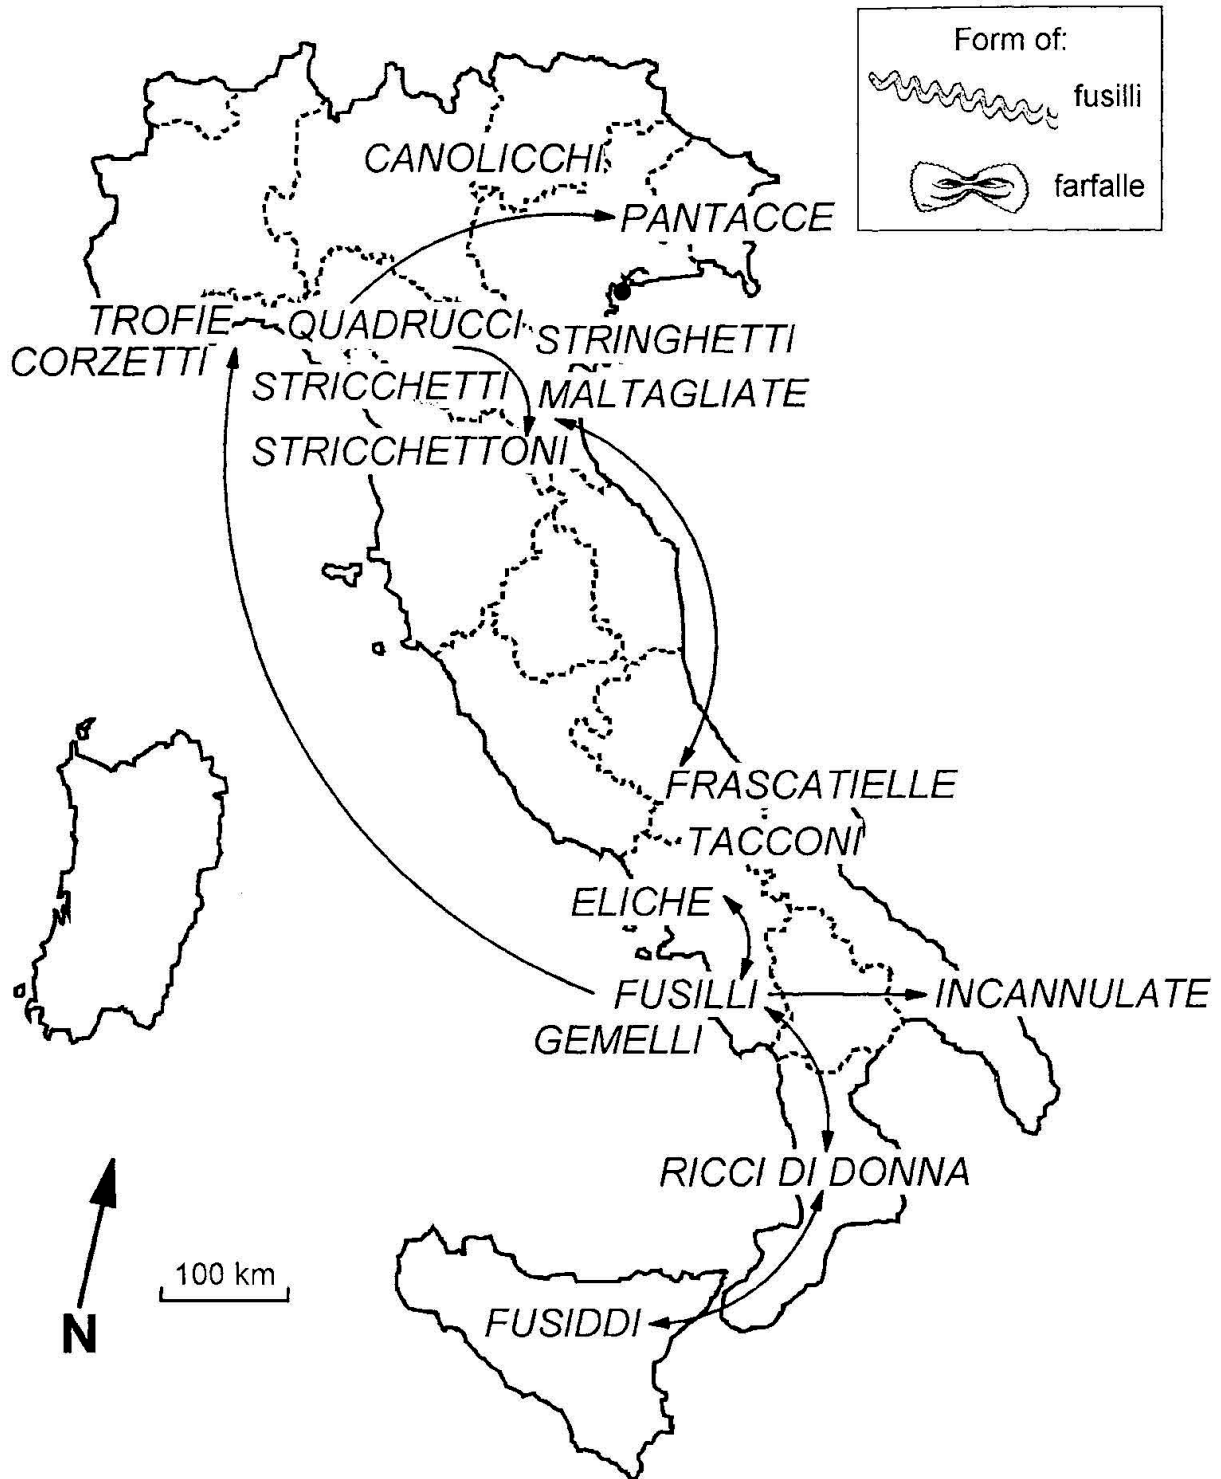 Form of:
fusilli
farfalle
CANOLICCHI
PANTACCE
TROFIE
QUADRUCCI
STRINGHETTI
CORZETTI
STRICCHETTI
MALTAGLIATE
STRICCHETTONI
FRASCATIELLE
TACCONI
ELICHE
FUSILLI
INCANNULATE
GEMELLI
RICCI DI DONNA
100 km
FUSIDDI
N